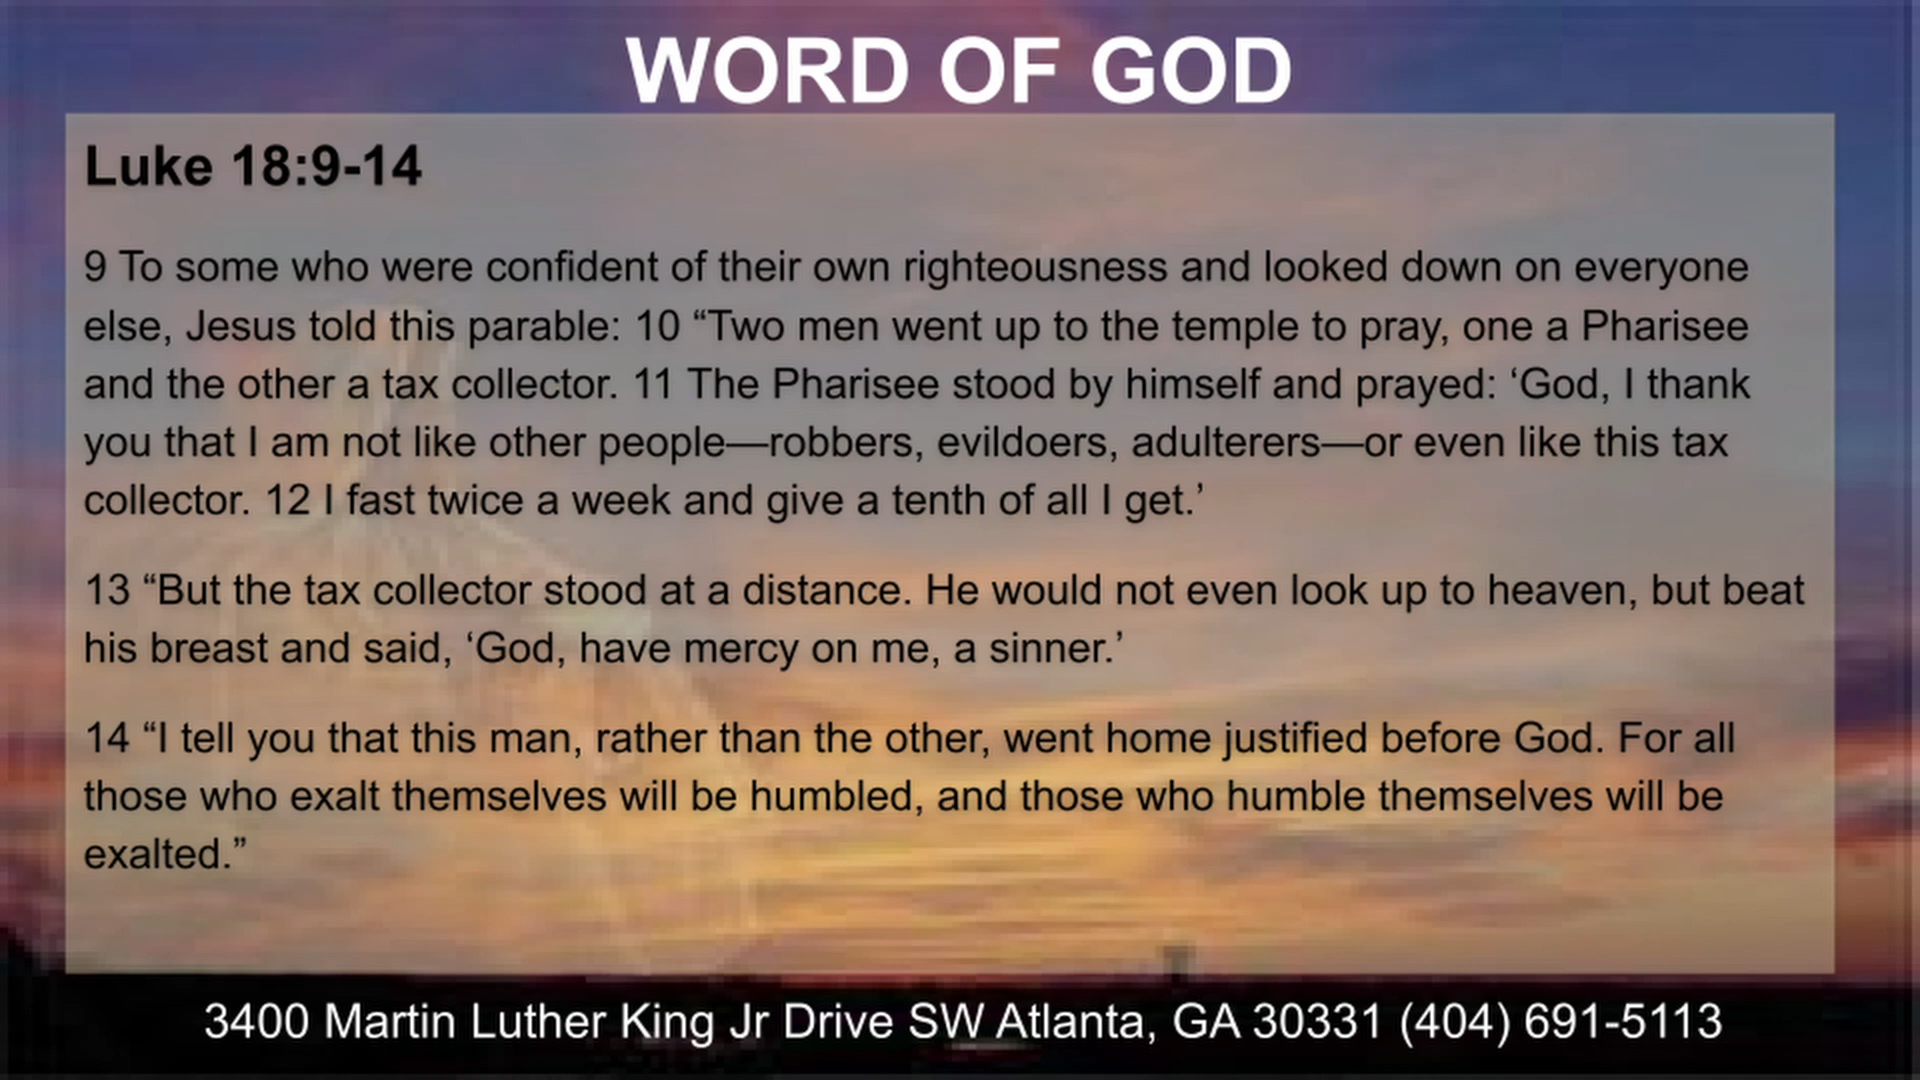 WORD OF GOD
Luke 18:9-14
9 To some who were confident of their own righteousness and looked down on everyone
else, Jesus told this parable: 10 “Two men went up to the temple to pray, one a Pharisee
and the other a tax collector. 11 The Pharisee stood by himself and prayed: ‘God, I thank
you that I am not like other people—robbers, evildoers, adulterers—or even like this tax
collector. 12 I fast twice a week and give a tenth of all I get.’
13 “But the tax collector stood at a distance. He would not even look up to heaven, but beat
his breast and said, ‘God, have mercy on me, a sinner.’
14 “I tell you that this man, rather than the other, went home justified before God. For all
those who exalt themselves will be humbled, and those who humble themselves will be
exalted.”
3400 Martin Luther King Jr Drive SW Atlanta, GA 30331 (404) 691-5113